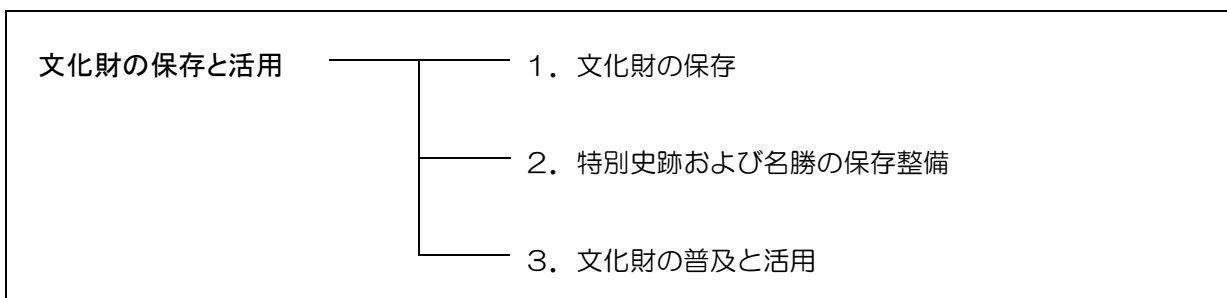 文化財の保存と活用
1．文化財の保存
2．特別史跡および名勝の保存整備
3．文化財の普及と活用